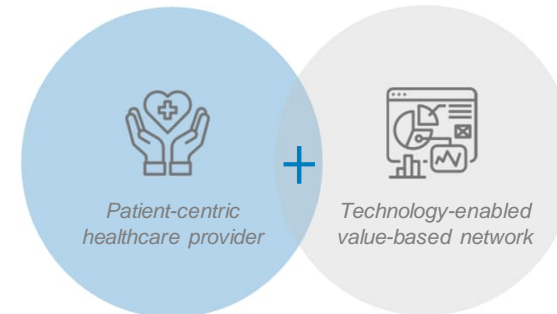 Patient-centric
healthcare provider
+
Technology-enabled
value-based network